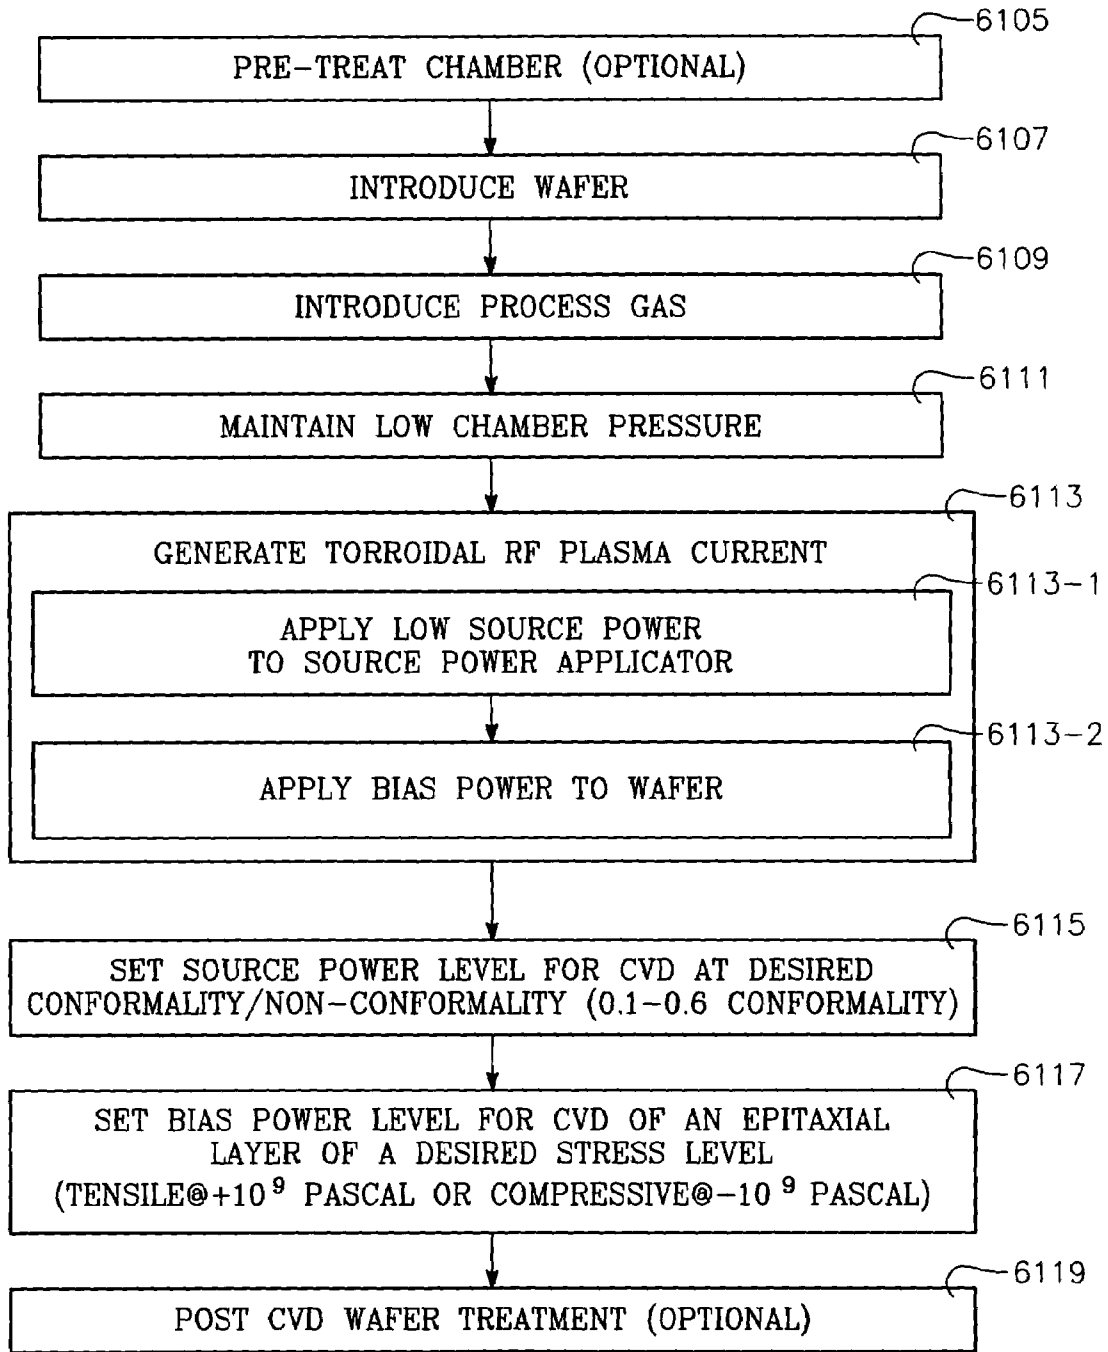 6105
PRE-TREAT CHAMBER (OPTIONAL)
6107
INTRODUCE WAFER
6109
INTRODUCE PROCESS GAS
6111
MAINTAIN LOW CHAMBER PRESSURE
6113
GENERATE TORROIDAL RF PLASMA CURRENT
6113-1
APPLY LOW SOURCE POWER
TO SOURCE POWER APPLICATOR
6113-2
APPLY BIAS POWER TO WAFER
6115
SET SOURCE POWER LEVEL FOR CVD AT DESIRED
CONFORMALITY/NON-CONFORMALITY (0.1-0.6 CONFORMALITY)
6117
SET BIAS POWER LEVEL FOR CVD OF AN EPITAXIAL
LAYER OF A DESIRED STRESS LEVEL
(TENSILE@+10⁹ PASCAL OR COMPRESSIVE@-10⁹ PASCAL)
6119
POST CVD WAFER TREATMENT (OPTIONAL)